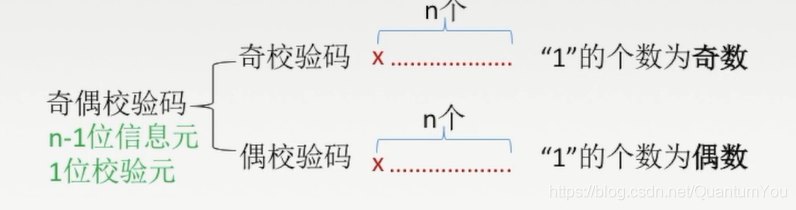 n个
奇校验码 x ................... “1”的个数为奇数
奇偶校验码
n-1位信息元
1位校验元
n个
偶校验码 x ................... “1”的个数为偶数
https://blog.csdn.net/QuantumYou